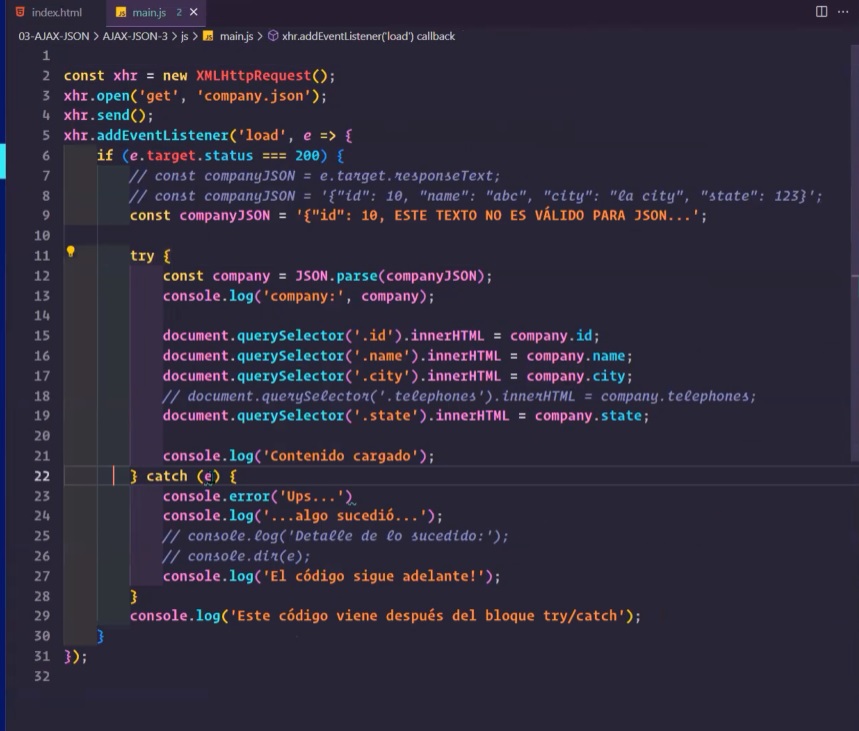 index.html
main.js 2 ×
03-AJAX-JSON > AJAX-JSON-3 > js > JS main.js > xhr.addEventListener('load') callback
1
2 const xhr = new XMLHttpRequest();
3 xhr.open('get', 'company.json');
4 xhr.send();
5 xhr.addEventListener('load', e => {
6 if (e.target.status === 200) {
7 // const companyJSON = e.target.responseText;
8 // const companyJSON = '{"id": 10, "name": "abc", "city": "la city", "state": 123}';
9 const companyJSON = '{"id": 10, ESTE TEXTO NO ES VÁLIDO PARA JSON...';
10
11 try {
12 const company = JSON.parse(companyJSON);
13 console.log('company:', company);
14
15 document.querySelector('.id').innerHTML = company.id;
16 document.querySelector('.name').innerHTML = company.name;
17 document.querySelector('.city').innerHTML = company.city;
18 // document.querySelector('.telephones').innerHTML = company.telephones;
19 document.querySelector('.state').innerHTML = company.state;
20
21 console.log('Contenido cargado');
22 } catch (e) {
23 console.error('Ups...')
24 console.log('...algo sucedió...');
25 // console.log('Detalle de lo sucedido:');
26 // console.dir(e);
27 console.log('El código sigue adelante!');
28 }
29 console.log('Este código viene después del bloque try/catch');
30 }
31 });
32